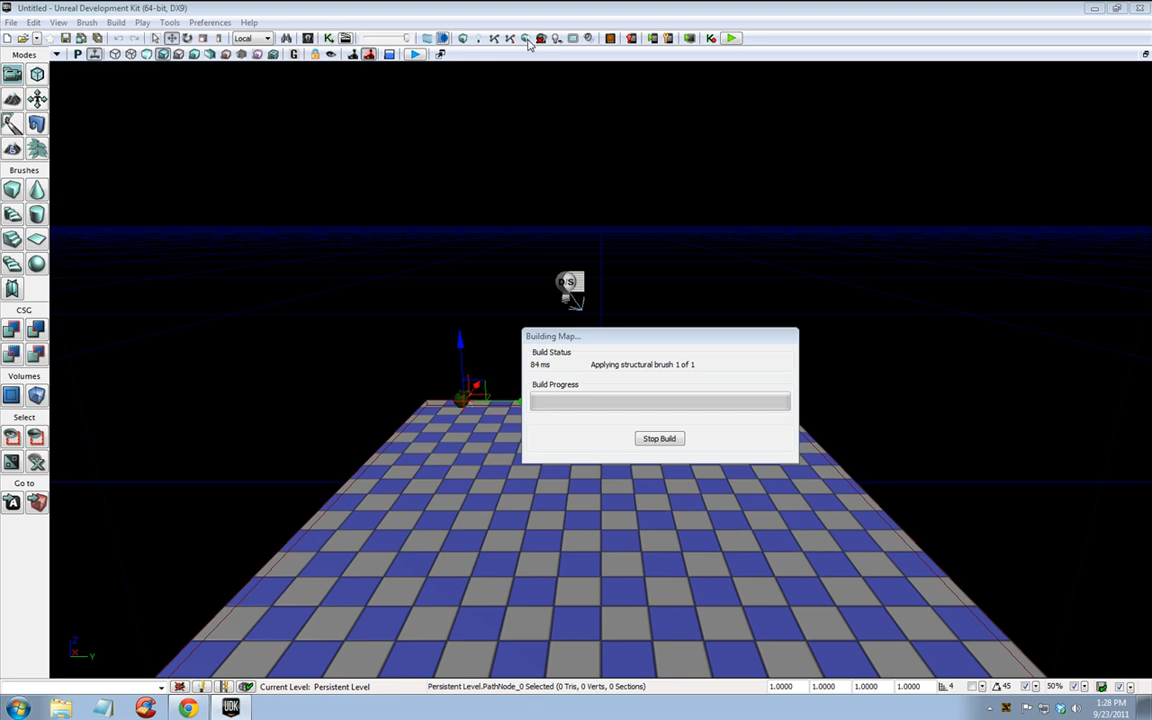 Untitled - Unreal Development Kit (64-bit, DX9)
File Edit View Brush Build Play Tools Preferences Help
Local
Modes
P
G
D/S
Building Map...
Build Status
84 ms Applying structural brush 1 of 1
Build Progress
Stop Build
Brushes
CSG
Volumes
Select
Go to
Z
X
Y
Current Level: Persistent Level
Persistent Level.PathNode_0 Selected (0 Tris, 0 Verts, 0 Sections)
1.0000 1.0000 1.0000 1.0000 4 45 50%
1:28 PM
9/23/2011